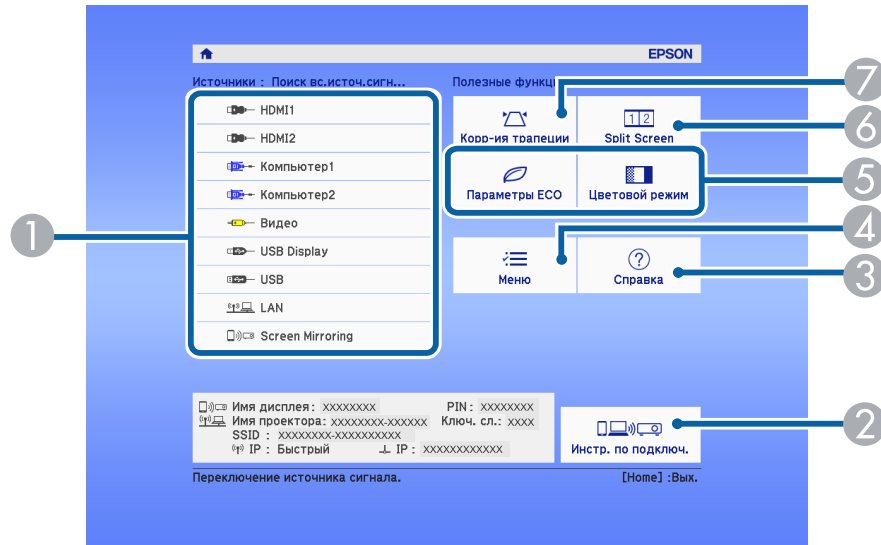 EPSON
Источники : Поиск вс.источ.сигн...
HDMI1
HDMI2
Компьютер1
Компьютер2
Видео
USB Display
USB
LAN
Screen Mirroring
Полезные функц
Корр-ия трапеции
1 2
Split Screen
Параметры ECO
Цветовой режим
Меню
?
Справка
1
7
6
5
4
3
2
Имя дисплея: XXXXXXXX
PIN: XXXXXXXX
Имя проектора: XXXXXXXX-XXXXXX
Ключ. сл.: XXXX
SSID : XXXXXXXX-XXXXXXXXXX
IP : Быстрый
IP : XXXXXXXXXXXX
Инстр. по подключ.
Переключение источника сигнала.
[Home] :Вых.